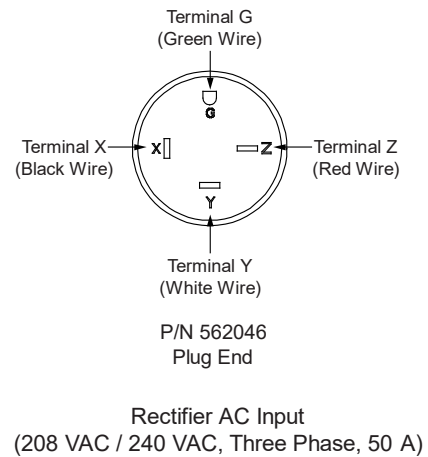 Terminal G
(Green Wire)
G
Terminal X
(Black Wire)
X
Z
Terminal Z
(Red Wire)
Y
Terminal Y
(White Wire)
P/N 562046
Plug End
Rectifier AC Input
(208 VAC / 240 VAC, Three Phase, 50 A)